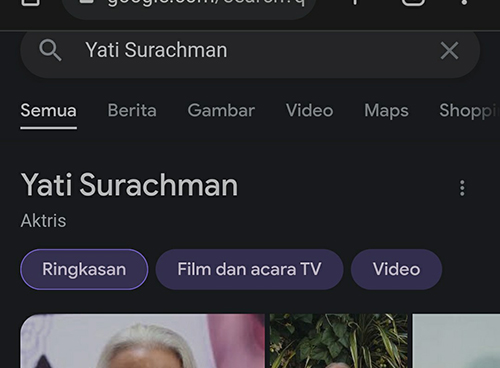 google.com/search?q
Yati Surachman
Semua Berita Gambar Video Maps Shoppi
Yati Surachman
Aktris
Ringkasan Film dan acara TV Video